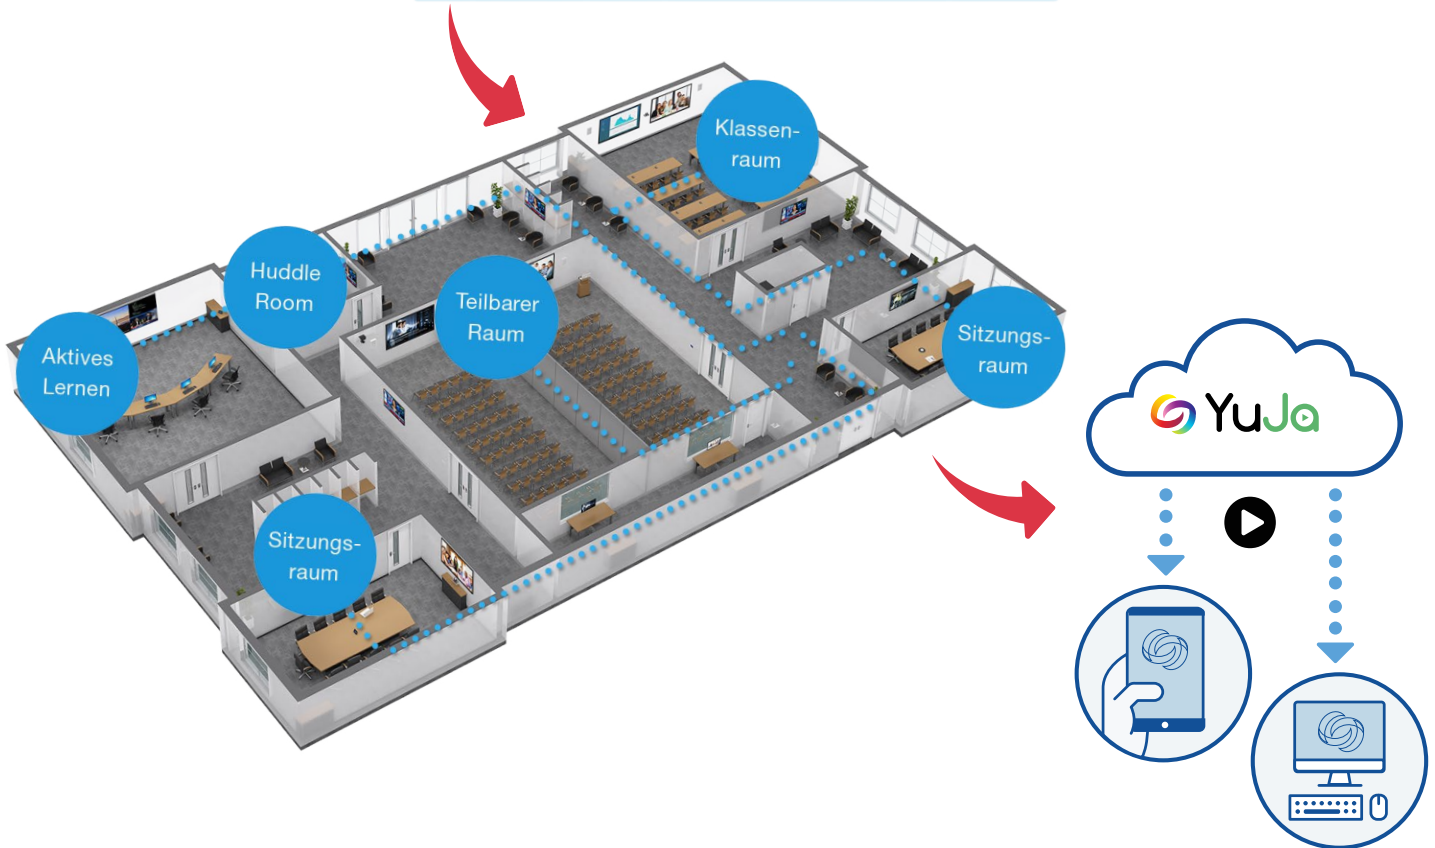 Klassen-
raum
Huddle
Room
Teilbarer
Raum
Sitzungs-
raum
Aktives
Lernen
YuJa
Sitzungs-
raum